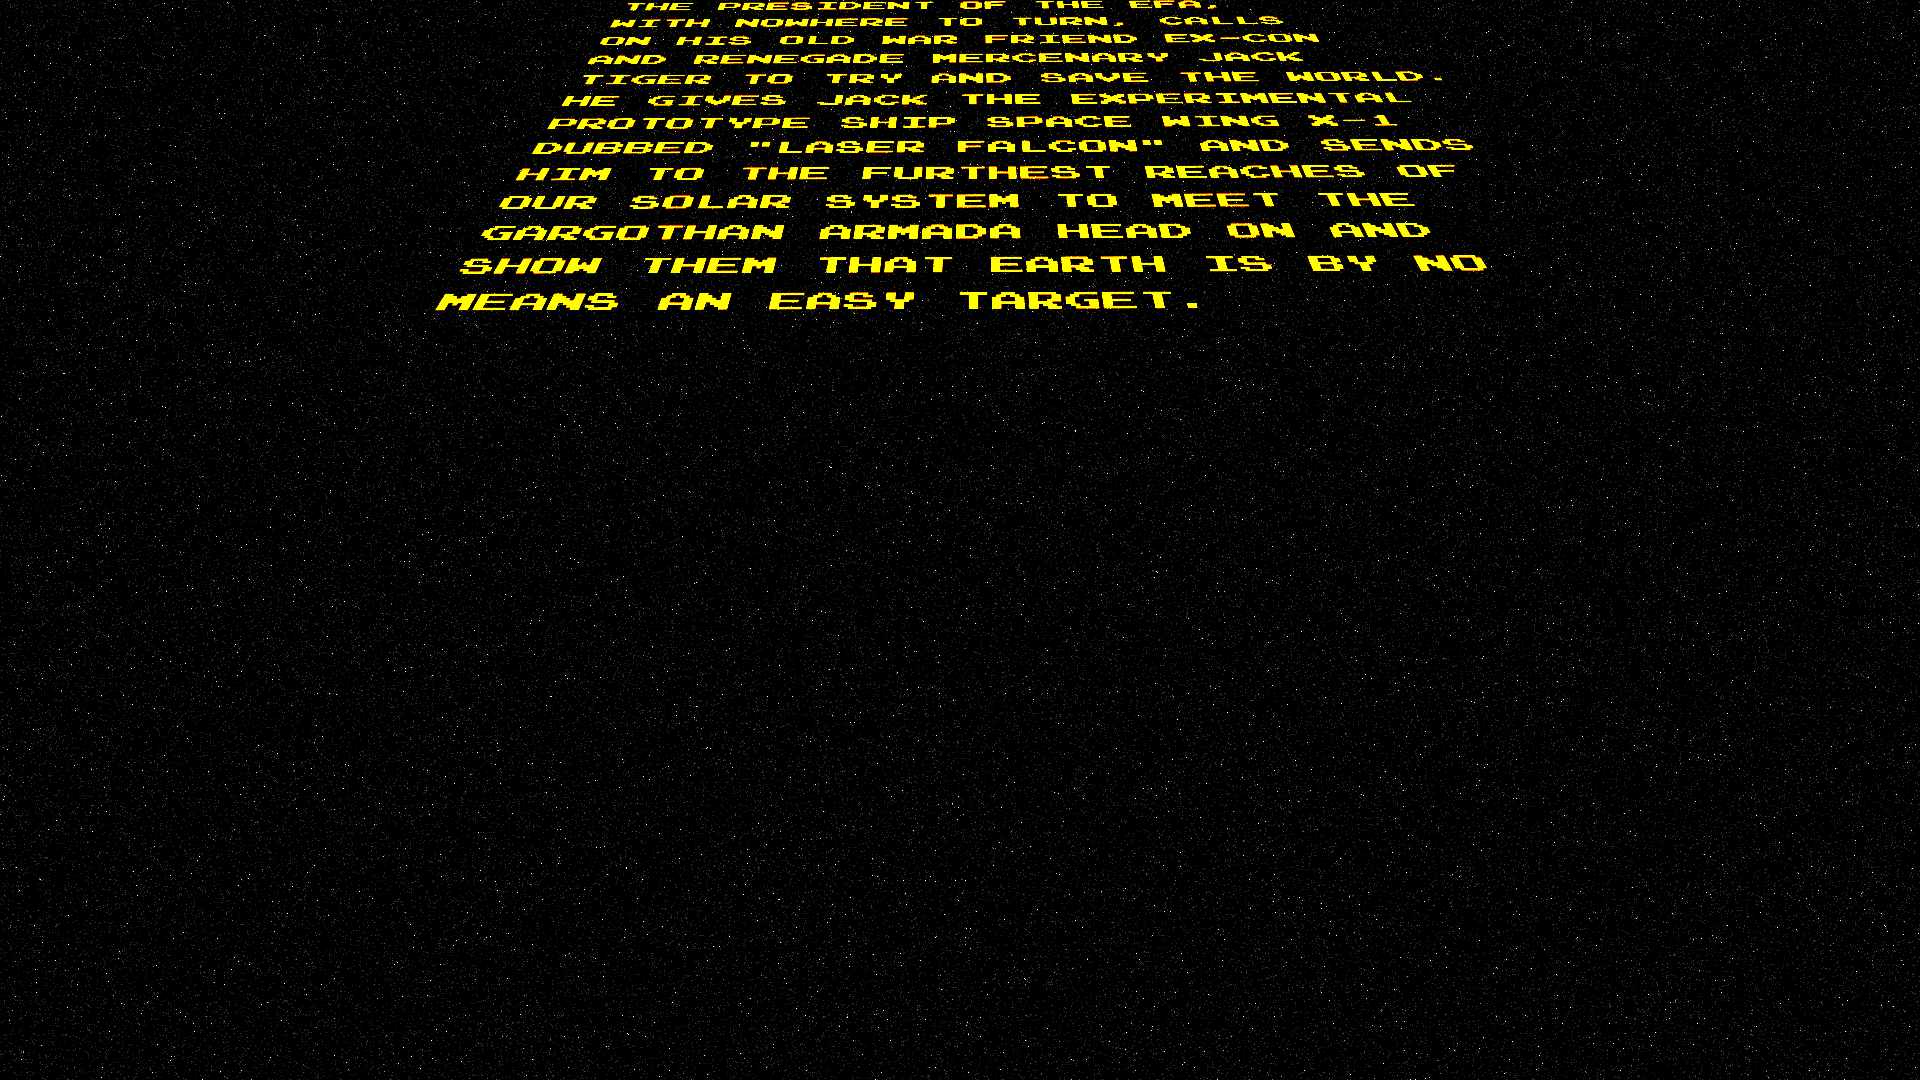 THE PRESIDENT OF THE EFA,
WITH NOWHERE TO TURN, CALLS
ON HIS OLD WAR FRIEND EX-CON
AND RENEGADE MERCENARY JACK
TIGER TO TRY AND SAVE THE WORLD.
HE GIVES JACK THE EXPERIMENTAL
PROTOTYPE SHIP SPACE WING X-1
DUBBED "LASER FALCON" AND SENDS
HIM TO THE FURTHEST REACHES OF
OUR SOLAR SYSTEM TO MEET THE
GARGOTHAN ARMADA HEAD ON AND
SHOW THEM THAT EARTH IS BY NO
MEANS AN EASY TARGET.